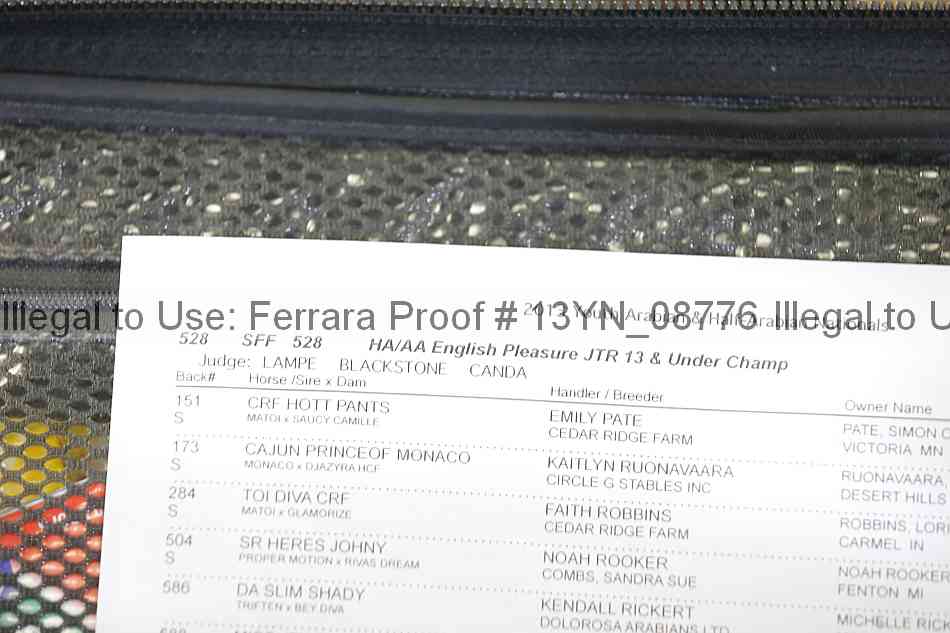 2013 Youth Arabian & Half Arabian Nationals
Illegal to Use: Ferrara Proof # 13YN_08776 Illegal to U
528 SFF 528 HA/AA English Pleasure JTR 13 & Under Champ
Judge: LAMPE BLACKSTONE CANDA
Back# Horse /Sire x Dam Handler / Breeder Owner Name
151 CRF HOTT PANTS EMILY PATE PATE, SIMON
S MATOI x SAUCY CAMILLE CEDAR RIDGE FARM VICTORIA MN
173 CAJUN PRINCEOF MONACO KAITLYN RUONAVAARA RUONAVAARA,
S MONACO x DJAZYRA HCF CIRCLE G STABLES INC DESERT HILLS
284 TOI DIVA CRF FAITH ROBBINS ROBBINS, LOR
S MATOI x GLAMORIZE CEDAR RIDGE FARM CARMEL IN
504 SR HERES JOHNY NOAH ROOKER NOAH ROOKER
S PROPER MOTION x RIVAS DREAM COMBS, SANDRA SUE FENTON MI
586 DA SLIM SHADY KENDALL RICKERT MICHELLE RICK
TRIFTEN x BEY DIVA DOLOROSA ARABIANS LTD